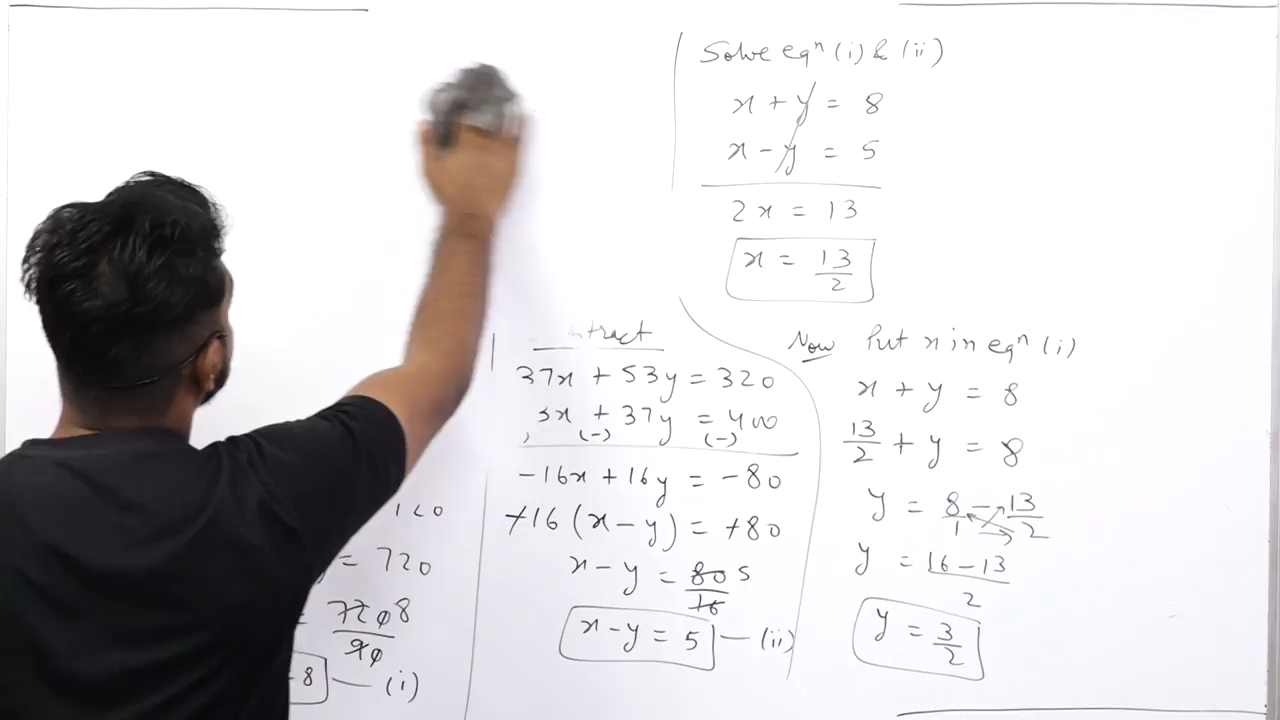 120
= 720
= 720 8
90
8 — (i)
37x + 53y = 320
3x + 37y = 400
(-) (-)
-16x + 16y = -80
-16 (x - y) = -80
x - y = 80 5
16
x - y = 5 — (ii)
Solve eqn (i) & (ii)
x + y = 8
x - y = 5
2x = 13
x = 13
2
Now Put x in eqn (i)
x + y = 8
13
2 + y = 8
y = 8 - 13
1 2
y = 16 - 13
2
y = 3
2